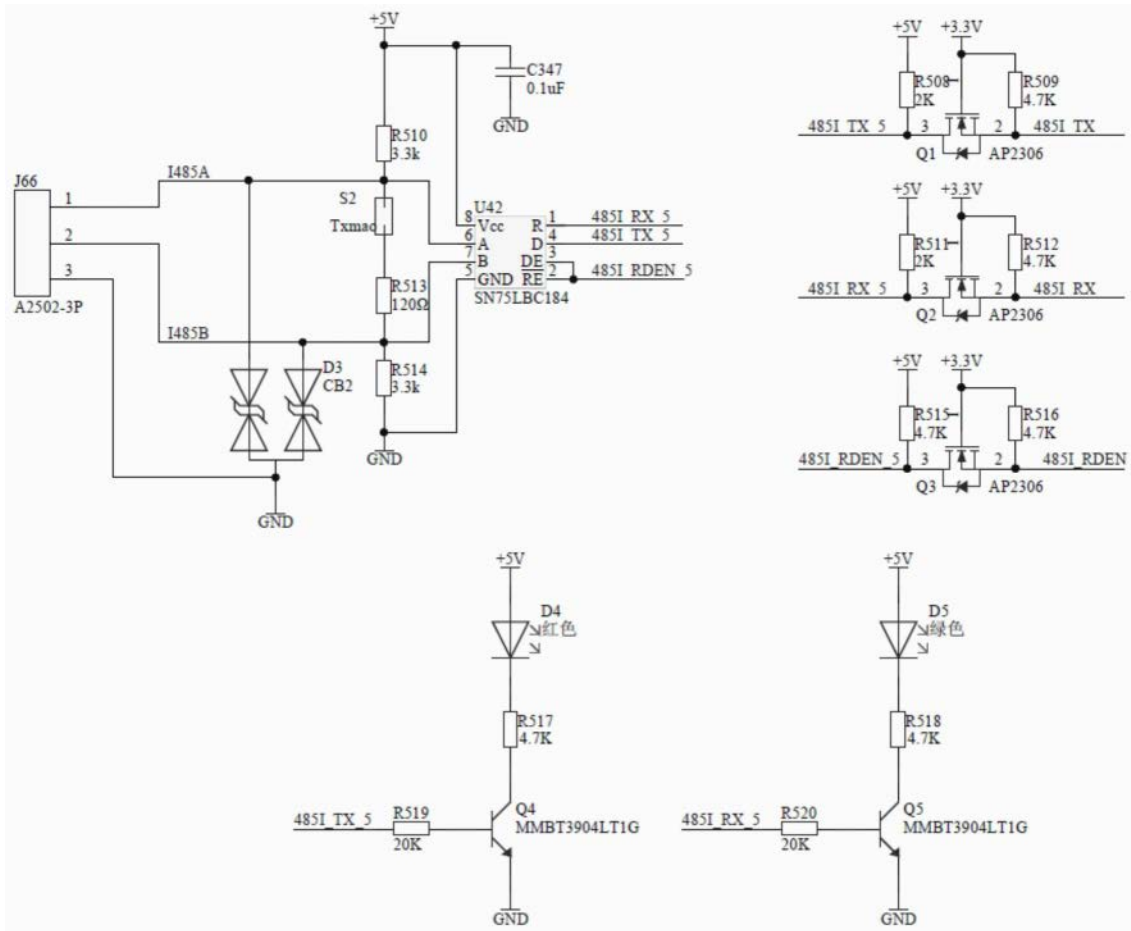 +5V
C347
0.1uF
GND
R510
3.3k
I485A
J66
1
2
3
A2502-3P
S2
Txmac
U42
8
Vcc
R
1
485I_RX_5
6
A
D
4
485I_TX_5
7
B
DE
3
5
GND
RE
2
485I_RDEN_5
SN75LBC184
R513
120Ω
I485B
D3
CB2
R514
3.3k
GND
GND
+5V
+3.3V
R508
2K
R509
4.7K
485I_TX_5
3
2
485I_TX
Q1
AP2306
+5V
+3.3V
R511
2K
R512
4.7K
485I_RX_5
3
2
485I_RX
Q2
AP2306
+5V
+3.3V
R515
4.7K
R516
4.7K
485I_RDEN_5
3
2
485I_RDEN
Q3
AP2306
+5V
D4
红色
R517
4.7K
Q4
MMBT3904LT1G
485I_TX_5
R519
20K
GND
+5V
D5
绿色
R518
4.7K
Q5
MMBT3904LT1G
485I_RX_5
R520
20K
GND